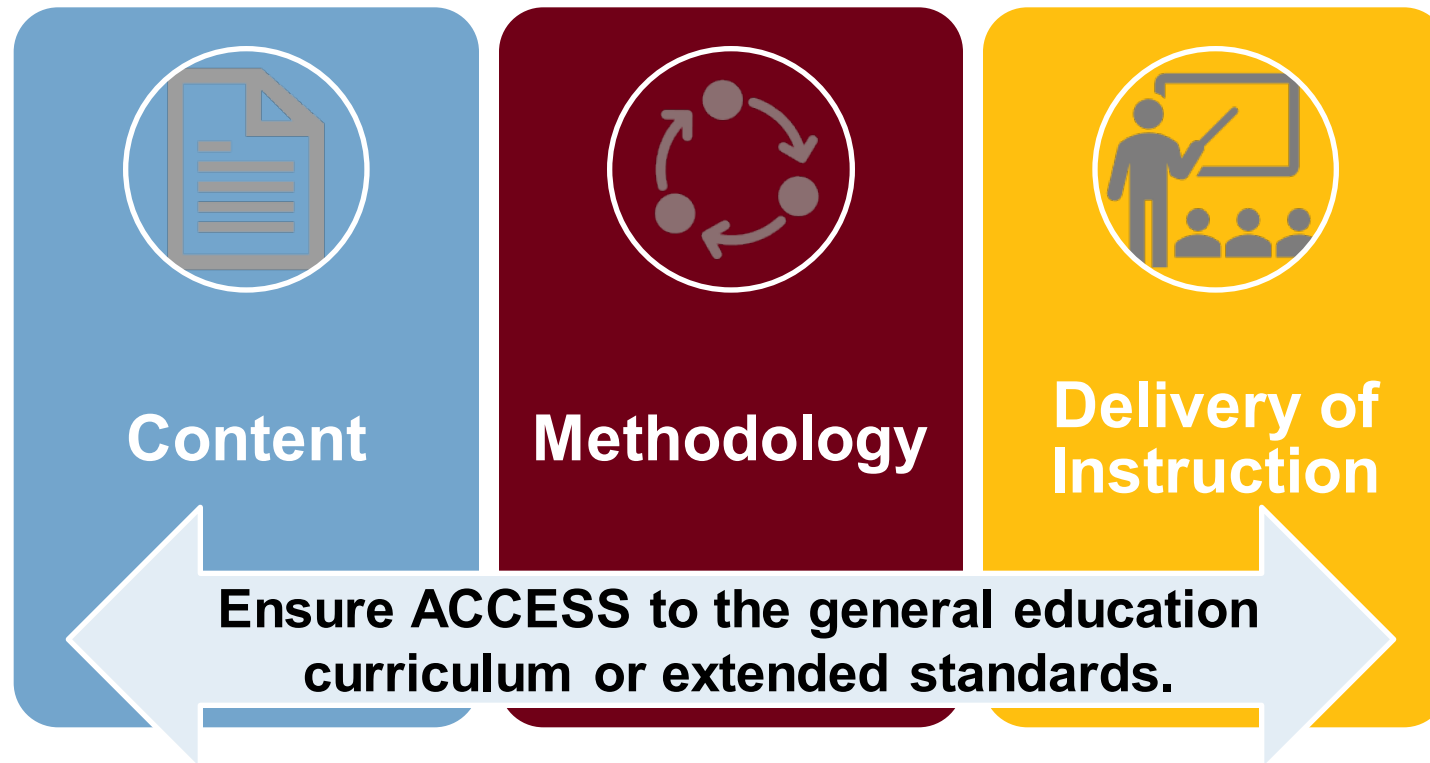 Content
Methodology
Delivery of
Instruction
Ensure ACCESS to the general education
curriculum or extended standards.